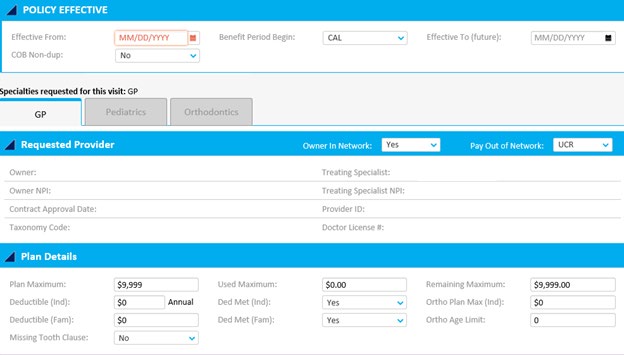 POLICY EFFECTIVE
Effective From: MM/DD/YYYY Benefit Period Begin: CAL Effective To (future): MM/DD/YYYY
COB Non-dup: No
Specialties requested for this visit: GP
GP Pediatrics Orthodontics
Requested Provider Owner In Network: Yes Pay Out of Network: UCR
Owner: Treating Specialist:
Owner NPI: Treating Specialist NPI:
Contract Approval Date: Provider ID:
Taxonomy Code: Doctor License #:
Plan Details
Plan Maximum: $9,999 Used Maximum: $0.00 Remaining Maximum: $9,999.00
Deductible (Ind): $0 Annual Ded Met (Ind): Yes Ortho Plan Max (Ind): $0
Deductible (Fam): $0 Ded Met (Fam): Yes Ortho Age Limit: 0
Missing Tooth Clause: No